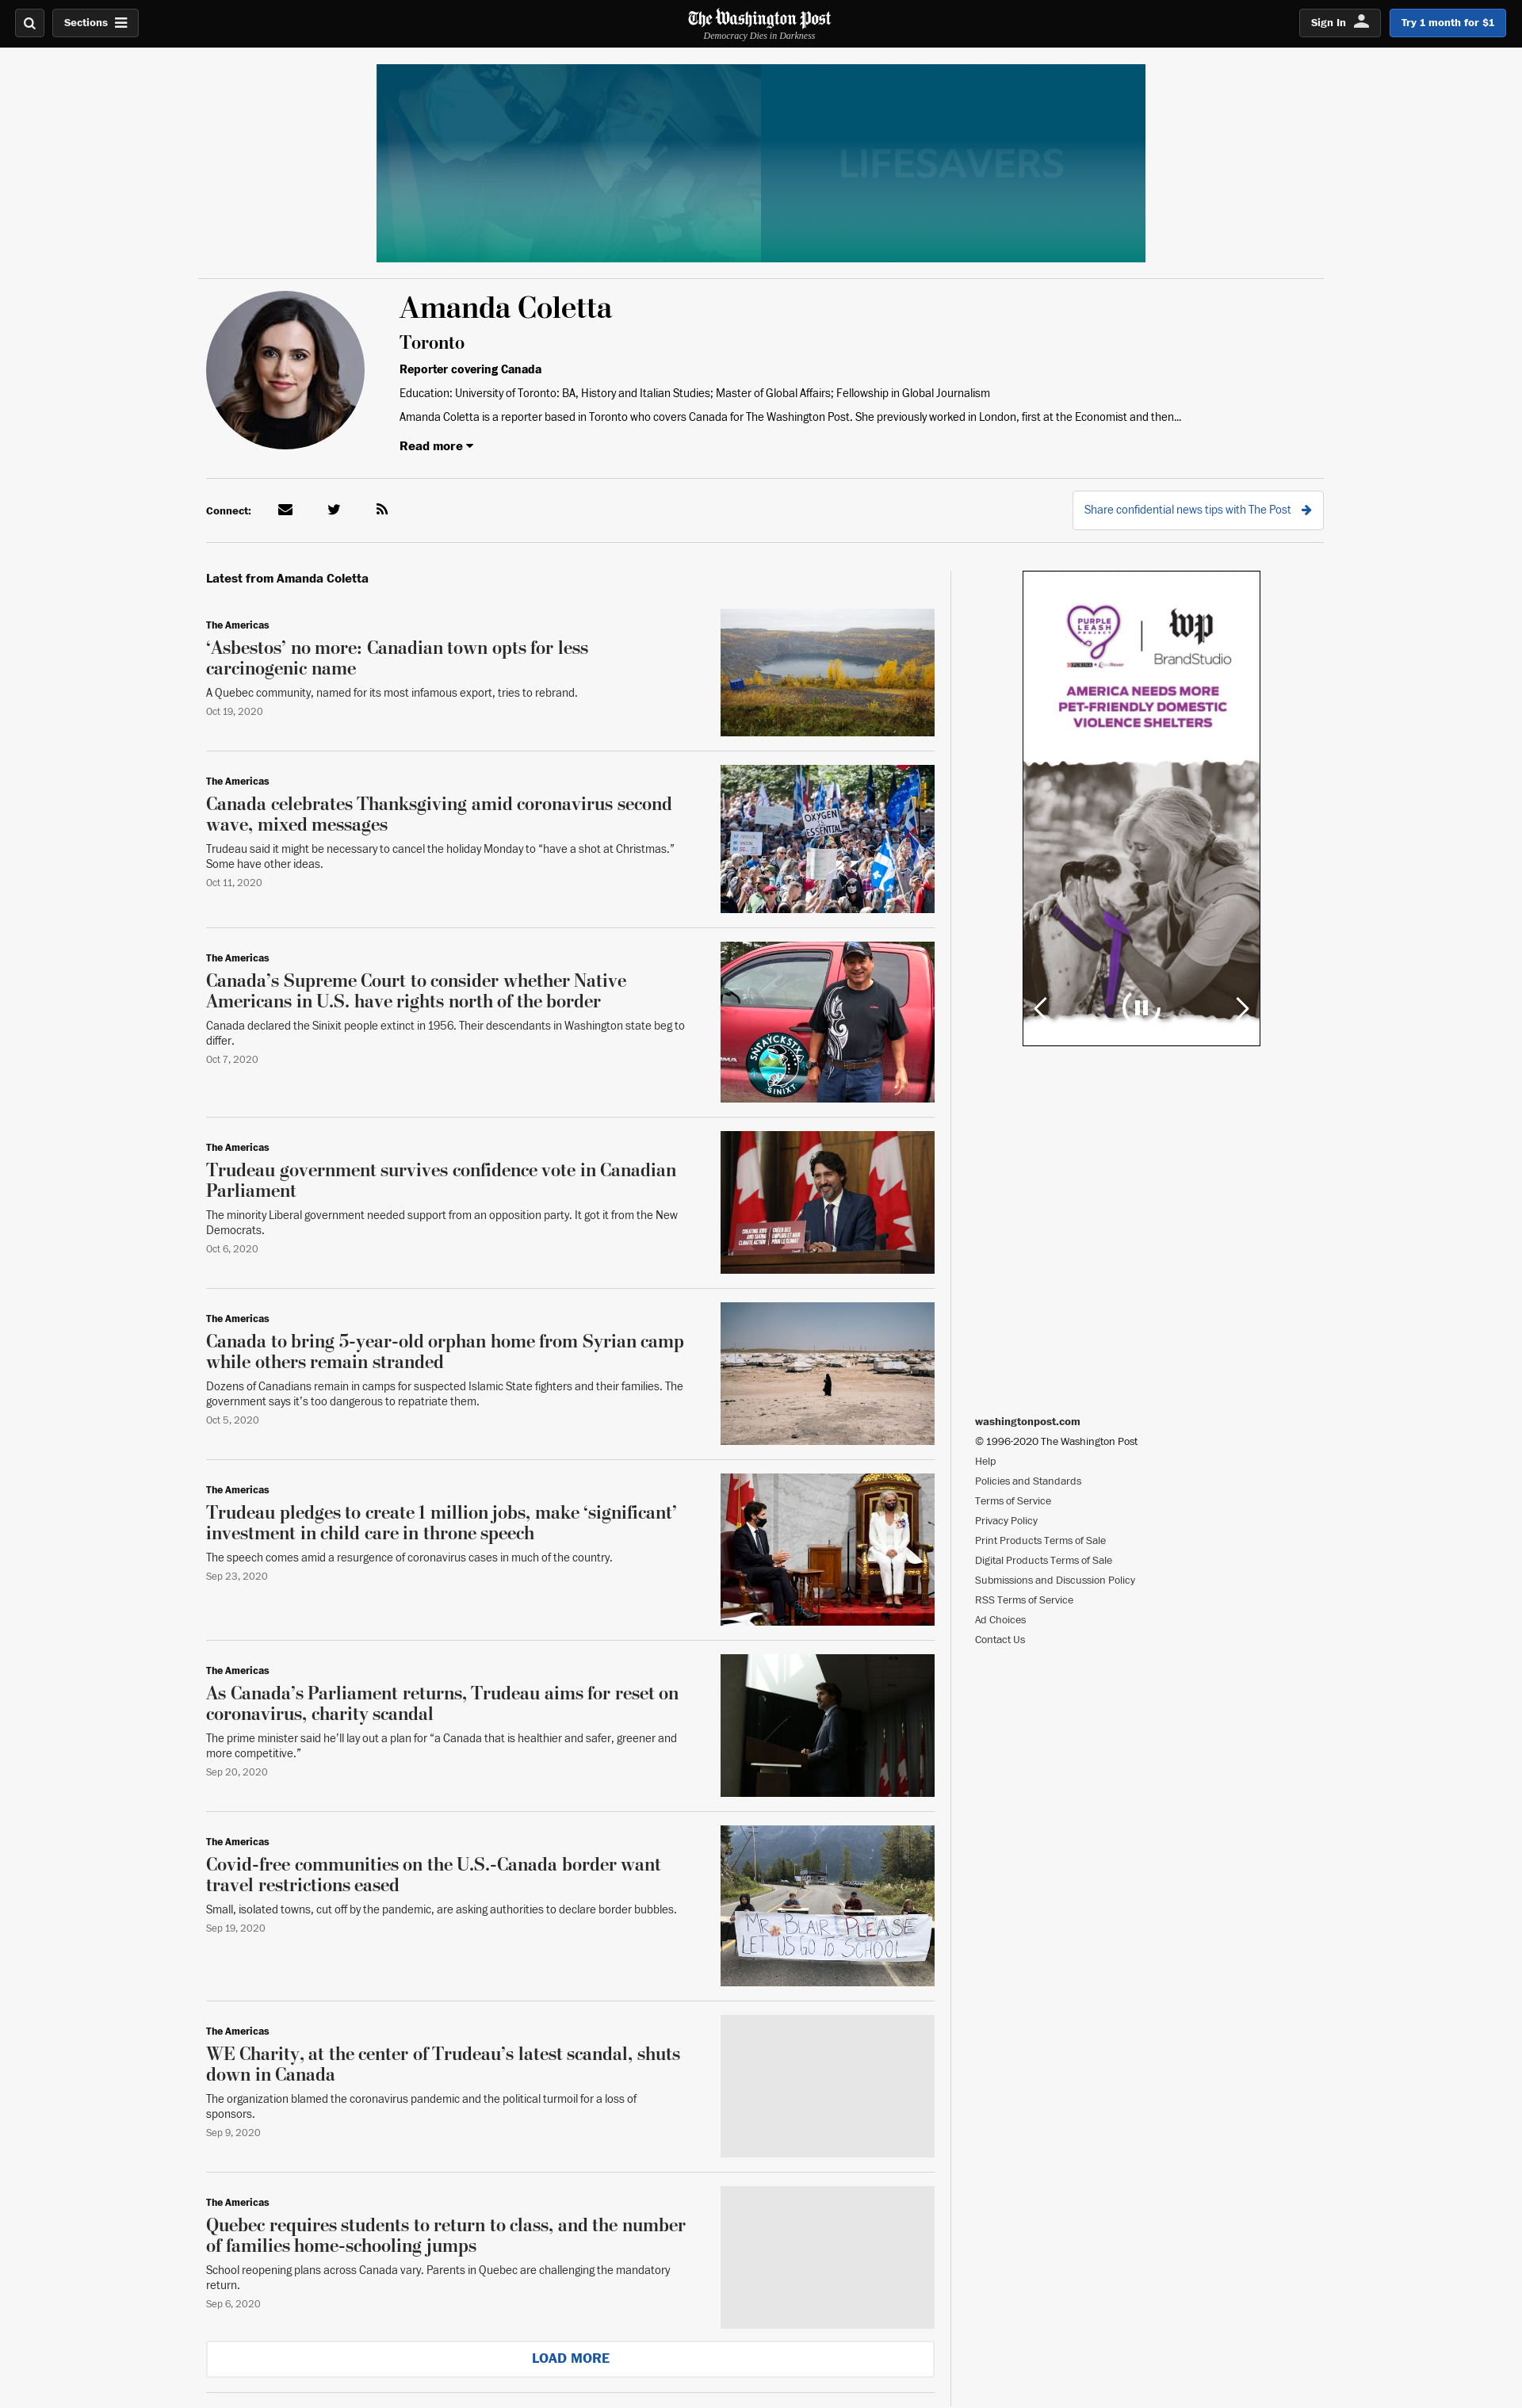 Sections
The Washington Post
Democracy Dies in Darkness
Sign In
Try 1 month for $1
LIFESAVERS
Amanda Coletta
Toronto
Reporter covering Canada
Education: University of Toronto: BA, History and Italian Studies; Master of Global Affairs; Fellowship in Global Journalism
Amanda Coletta is a reporter based in Toronto who covers Canada for The Washington Post. She previously worked in London, first at the Economist and then...
Read more
Connect:
Share confidential news tips with The Post
Latest from Amanda Coletta
The Americas
‘Asbestos’ no more: Canadian town opts for less
carcinogenic name
A Quebec community, named for its most infamous export, tries to rebrand.
Oct 19, 2020
The Americas
Canada celebrates Thanksgiving amid coronavirus second
wave, mixed messages
Trudeau said it might be necessary to cancel the holiday Monday to “have a shot at Christmas.”
Some have other ideas.
Oct 11, 2020
OXYGEN
IS
ESSENTIAL
The Americas
Canada’s Supreme Court to consider whether Native
Americans in U.S. have rights north of the border
Canada declared the Sinixit people extinct in 1956. Their descendants in Washington state beg to
differ.
Oct 7, 2020
SNSAYCKSTX
SINIXT
The Americas
Trudeau government survives confidence vote in Canadian
Parliament
The minority Liberal government needed support from an opposition party. It got it from the New
Democrats.
Oct 6, 2020
CREATING JOBS
AND TAKING
CLIMATE ACTION
CRÉER DES
EMPLOIS ET AGIR
POUR LE CLIMAT
The Americas
Canada to bring 5-year-old orphan home from Syrian camp
while others remain stranded
Dozens of Canadians remain in camps for suspected Islamic State fighters and their families. The
government says it’s too dangerous to repatriate them.
Oct 5, 2020
The Americas
Trudeau pledges to create 1 million jobs, make ‘significant’
investment in child care in throne speech
The speech comes amid a resurgence of coronavirus cases in much of the country.
Sep 23, 2020
The Americas
As Canada’s Parliament returns, Trudeau aims for reset on
coronavirus, charity scandal
The prime minister said he’ll lay out a plan for “a Canada that is healthier and safer, greener and
more competitive.”
Sep 20, 2020
The Americas
Covid-free communities on the U.S.-Canada border want
travel restrictions eased
Small, isolated towns, cut off by the pandemic, are asking authorities to declare border bubbles.
Sep 19, 2020
MR. BLAIR PLEASE
LET US GO TO SCHOOL
The Americas
WE Charity, at the center of Trudeau’s latest scandal, shuts
down in Canada
The organization blamed the coronavirus pandemic and the political turmoil for a loss of
sponsors.
Sep 9, 2020
The Americas
Quebec requires students to return to class, and the number
of families home-schooling jumps
School reopening plans across Canada vary. Parents in Quebec are challenging the mandatory
return.
Sep 6, 2020
LOAD MORE
PURPLE
LEASH
PROJECT
PURINA
wp
BrandStudio
AMERICA NEEDS MORE
PET-FRIENDLY DOMESTIC
VIOLENCE SHELTERS
washingtonpost.com
© 1996-2020 The Washington Post
Help
Policies and Standards
Terms of Service
Privacy Policy
Print Products Terms of Sale
Digital Products Terms of Sale
Submissions and Discussion Policy
RSS Terms of Service
Ad Choices
Contact Us